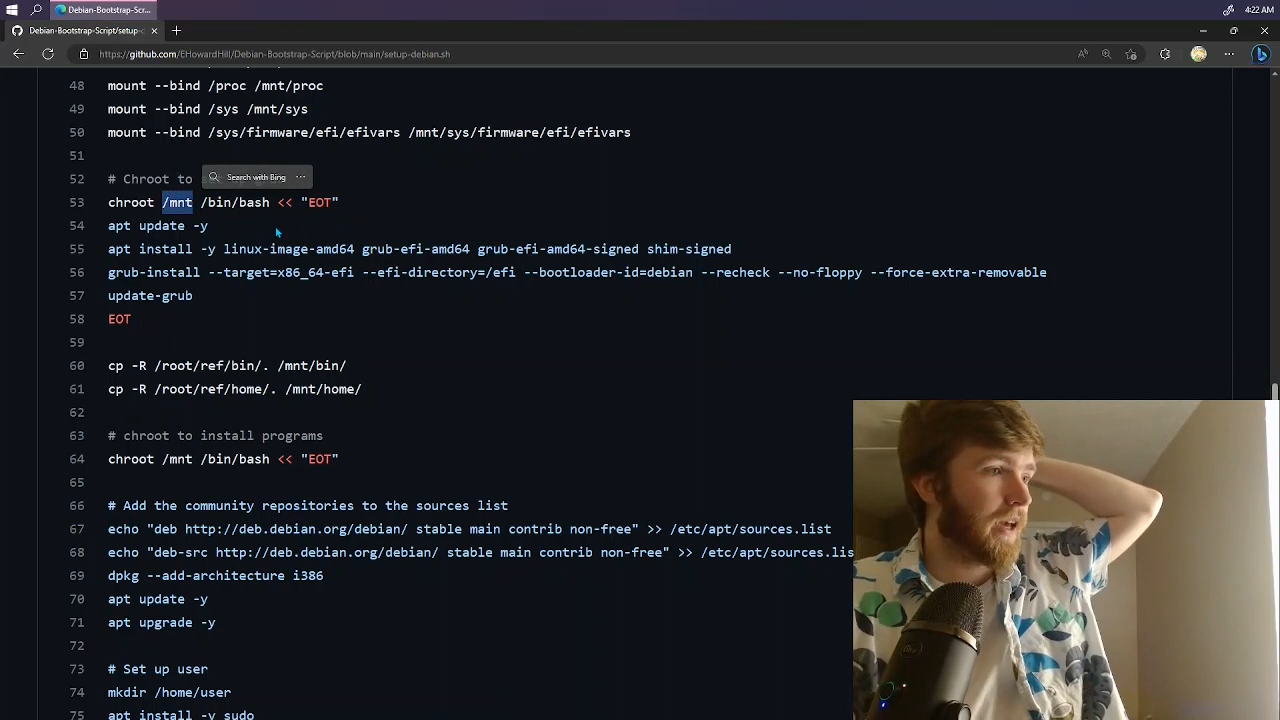 Debian-Bootstrap-Scr...
4:22 AM
Debian-Bootstrap-Script/setup-d
https://github.com/EHowardHill/Debian-Bootstrap-Script/blob/main/setup-debian.sh
48 mount --bind /proc /mnt/proc
49 mount --bind /sys /mnt/sys
50 mount --bind /sys/firmware/efi/efivars /mnt/sys/firmware/efi/efivars
51
52 # Chroot to
Search with Bing ...
53 chroot /mnt /bin/bash << "EOT"
54 apt update -y
55 apt install -y linux-image-amd64 grub-efi-amd64 grub-efi-amd64-signed shim-signed
56 grub-install --target=x86_64-efi --efi-directory=/efi --bootloader-id=debian --recheck --no-floppy --force-extra-removable
57 update-grub
58 EOT
59
60 cp -R /root/ref/bin/. /mnt/bin/
61 cp -R /root/ref/home/. /mnt/home/
62
63 # chroot to install programs
64 chroot /mnt /bin/bash << "EOT"
65
66 # Add the community repositories to the sources list
67 echo "deb http://deb.debian.org/debian/ stable main contrib non-free" >> /etc/apt/sources.list
68 echo "deb-src http://deb.debian.org/debian/ stable main contrib non-free" >> /etc/apt/sources.lis
69 dpkg --add-architecture i386
70 apt update -y
71 apt upgrade -y
72
73 # Set up user
74 mkdir /home/user
75 apt install -y sudo